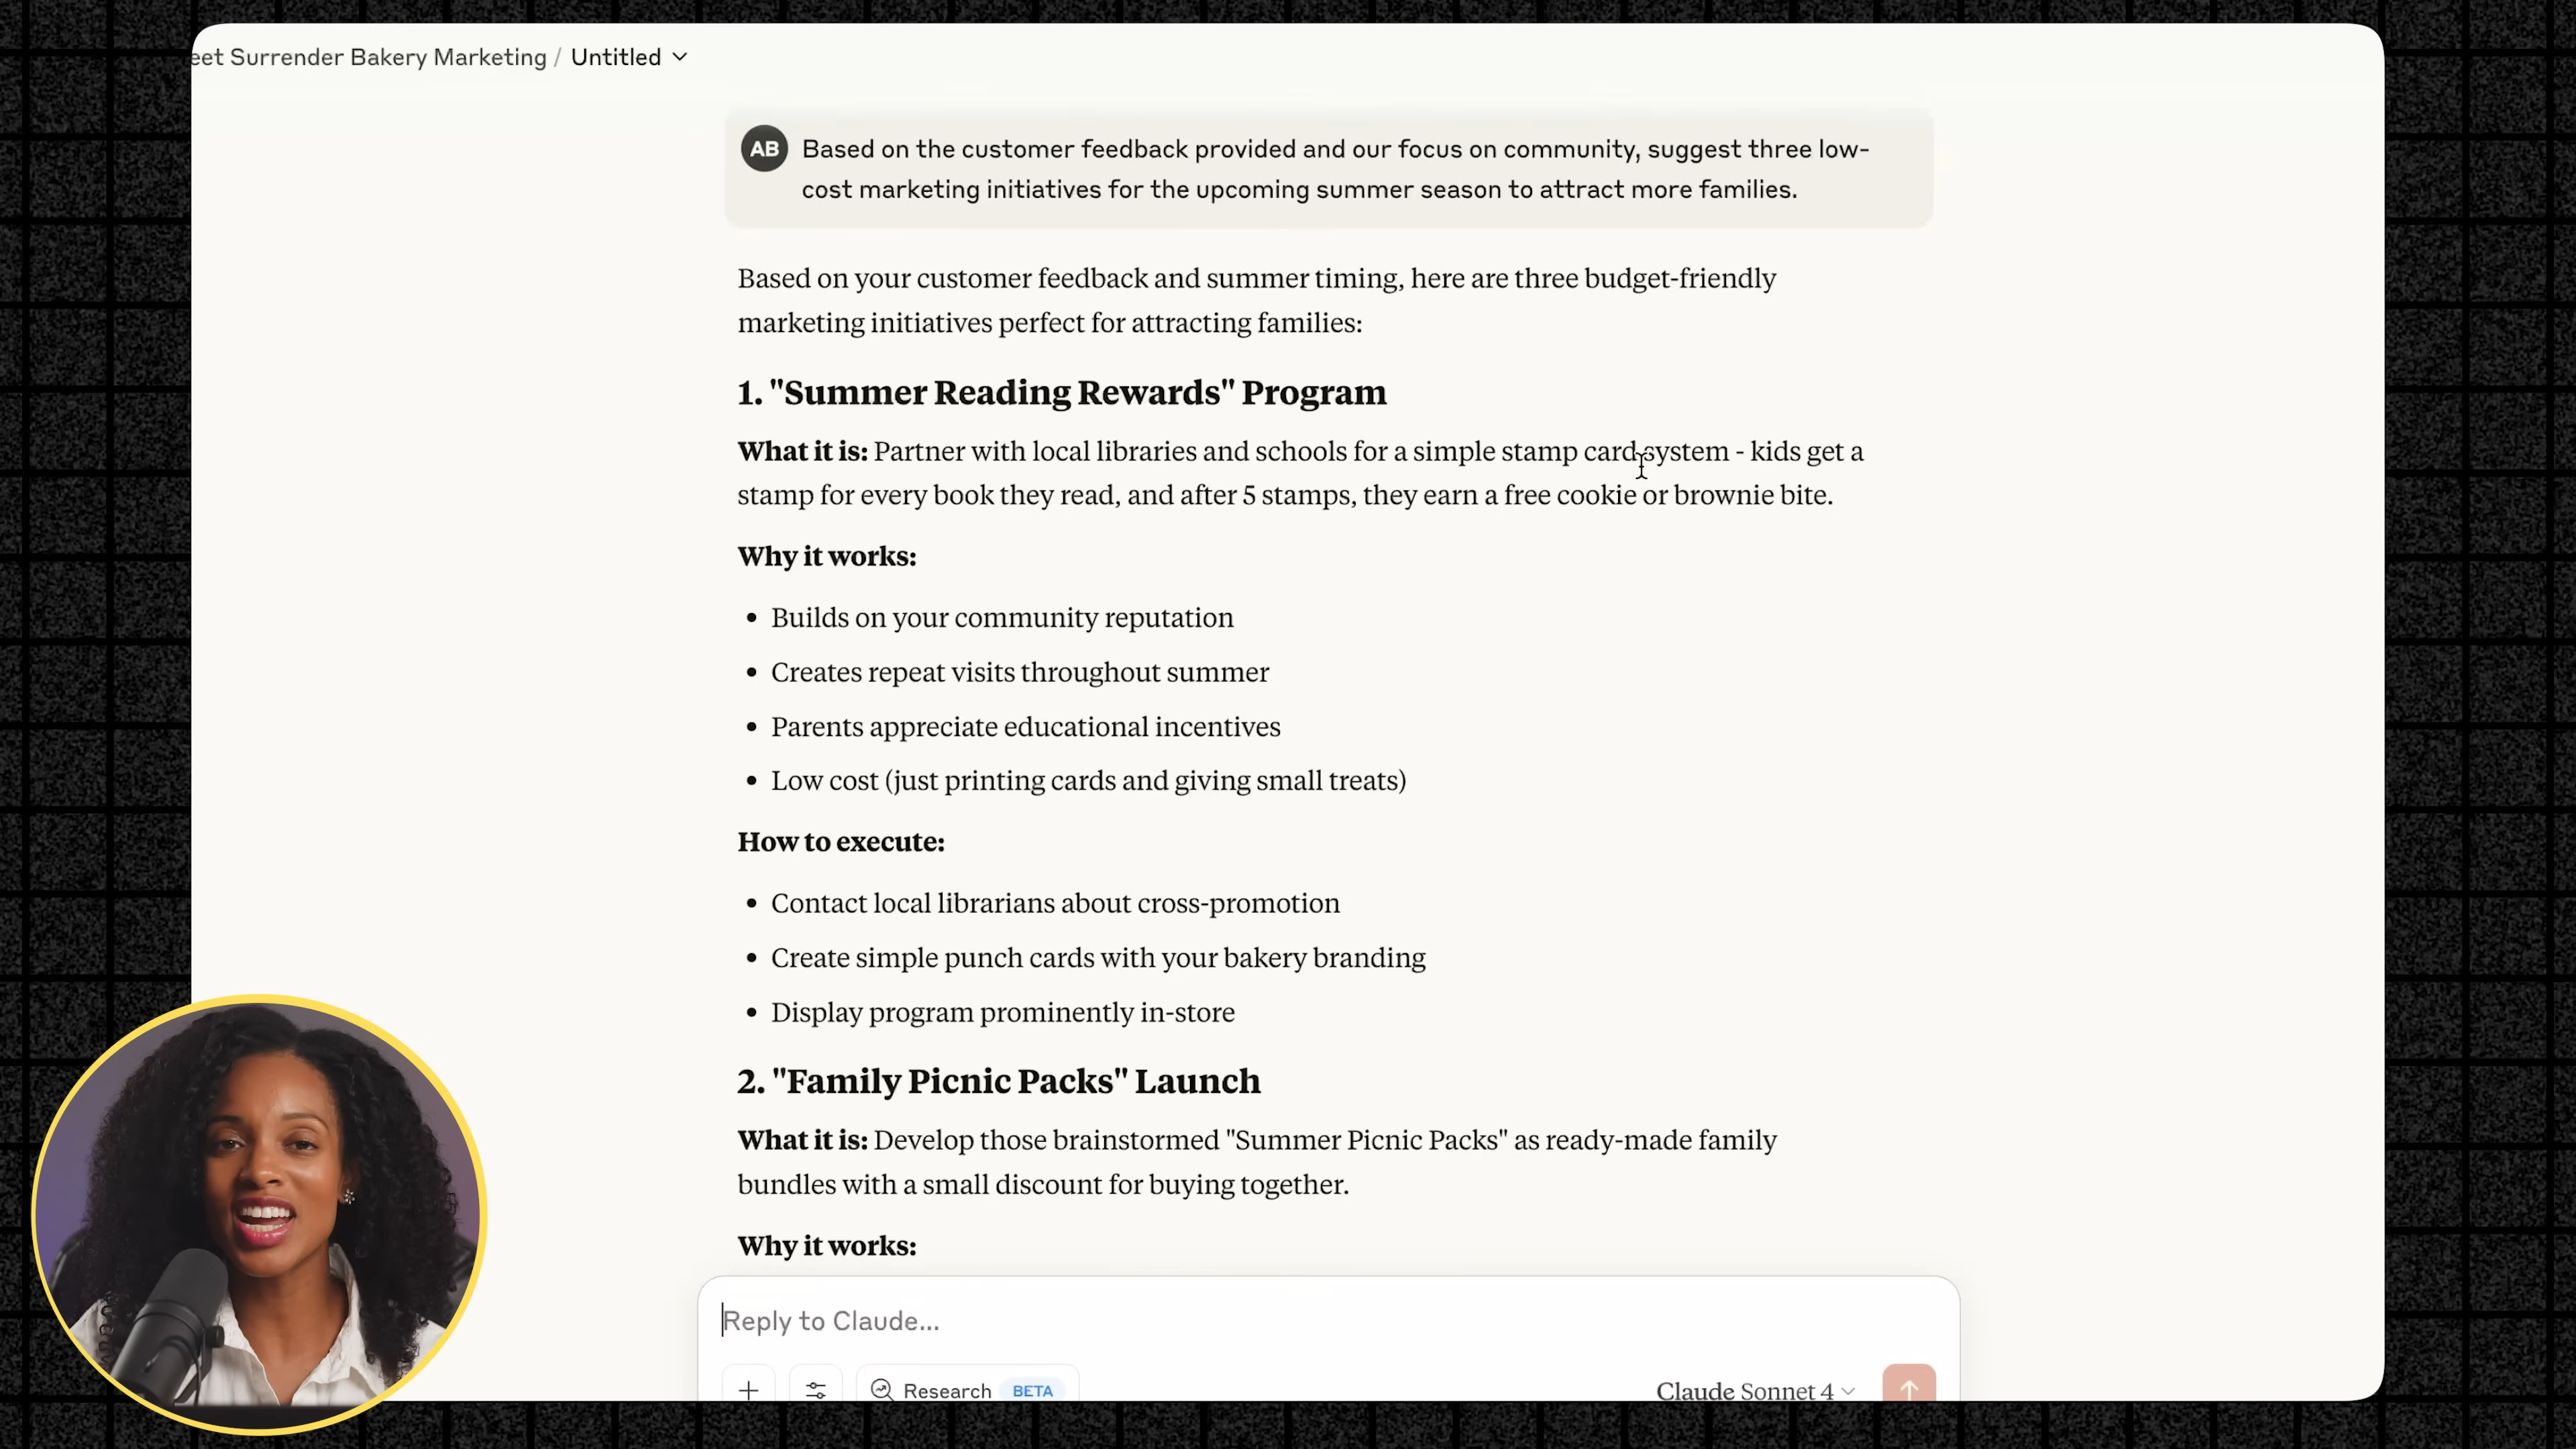 eet Surrender Bakery Marketing / Untitled
AB
Based on the customer feedback provided and our focus on community, suggest three low-
cost marketing initiatives for the upcoming summer season to attract more families.
Based on your customer feedback and summer timing, here are three budget-friendly
marketing initiatives perfect for attracting families:
1. "Summer Reading Rewards" Program
What it is: Partner with local libraries and schools for a simple stamp card system - kids get a
stamp for every book they read, and after 5 stamps, they earn a free cookie or brownie bite.
Why it works:
• Builds on your community reputation
• Creates repeat visits throughout summer
• Parents appreciate educational incentives
• Low cost (just printing cards and giving small treats)
How to execute:
• Contact local librarians about cross-promotion
• Create simple punch cards with your bakery branding
• Display program prominently in-store
2. "Family Picnic Packs" Launch
What it is: Develop those brainstormed "Summer Picnic Packs" as ready-made family
bundles with a small discount for buying together.
Why it works:
Reply to Claude...
Research BETA
Claude Sonnet 4